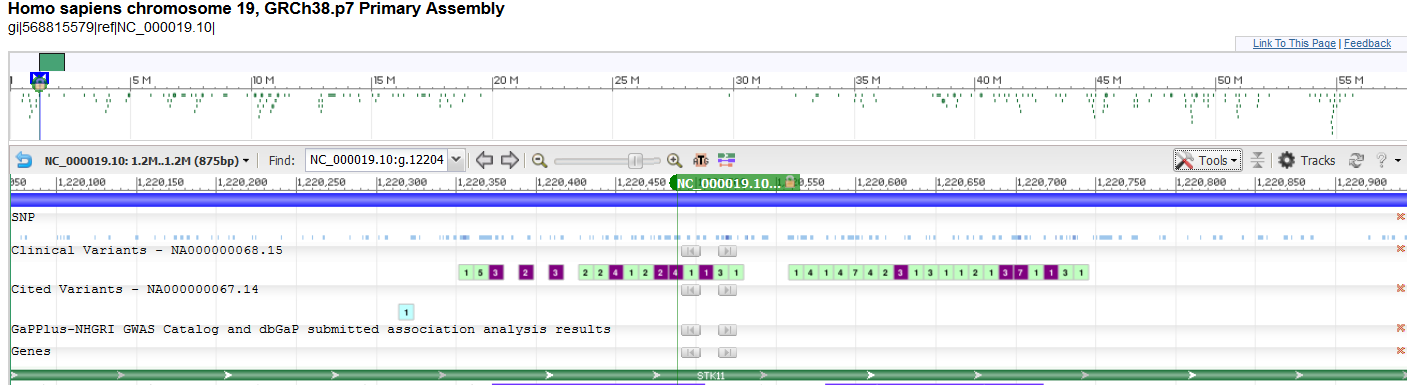 Homo sapiens chromosome 19, GRCh38.p7 Primary Assembly
gi|568815579|ref|NC_000019.10|
Link To This Page | Feedback
5 M 10 M 15 M 20 M 25 M 30 M 35 M 40 M 45 M 50 M 55 M
NC_000019.10: 1.2M..1.2M (875bp) Find: NC_000019.10:g.12204 Tools Tracks ?
050 1,220,100 1,220,150 1,220,200 1,220,250 1,220,300 1,220,350 1,220,400 1,220,450 NC_000019.10... 1,220,600 1,220,650 1,220,700 1,220,750 1,220,800 1,220,850 1,220,900
SNP
Clinical Variants - NA000000068.15
1 5 3 2 3 2 2 4 1 2 2 4 1 1 3 1 1 4 1 4 7 4 2 3 1 3 1 1 2 1 3 7 1 1 3 1
Cited Variants - NA000000067.14
1
GaPPlus-NHGRI GWAS Catalog and dbGaP submitted association analysis results
Genes
STK11